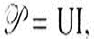 𝒫 = UI,